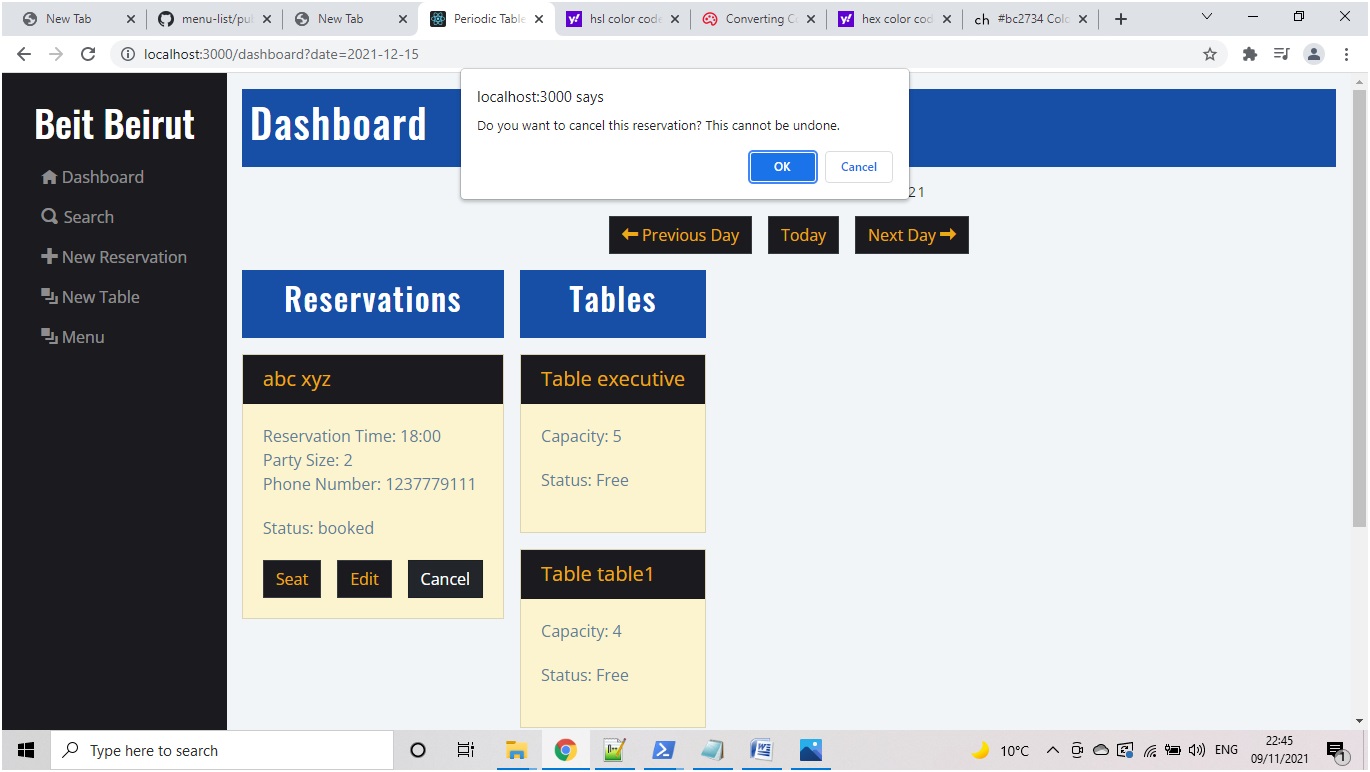 New Tab
menu-list/pu
New Tab
Periodic Table
hsl color code
Converting C
hex color cod
ch #bc2734 Colo
localhost:3000/dashboard?date=2021-12-15
localhost:3000 says
Do you want to cancel this reservation? This cannot be undone.
OK
Cancel
Beit Beirut
Dashboard
Search
New Reservation
New Table
Menu
Dashboard
21
Previous Day
Today
Next Day
Reservations
abc xyz
Reservation Time: 18:00
Party Size: 2
Phone Number: 1237779111
Status: booked
Seat
Edit
Cancel
Tables
Table executive
Capacity: 5
Status: Free
Table table1
Capacity: 4
Status: Free
Type here to search
10°C
ENG
22:45
09/11/2021
1